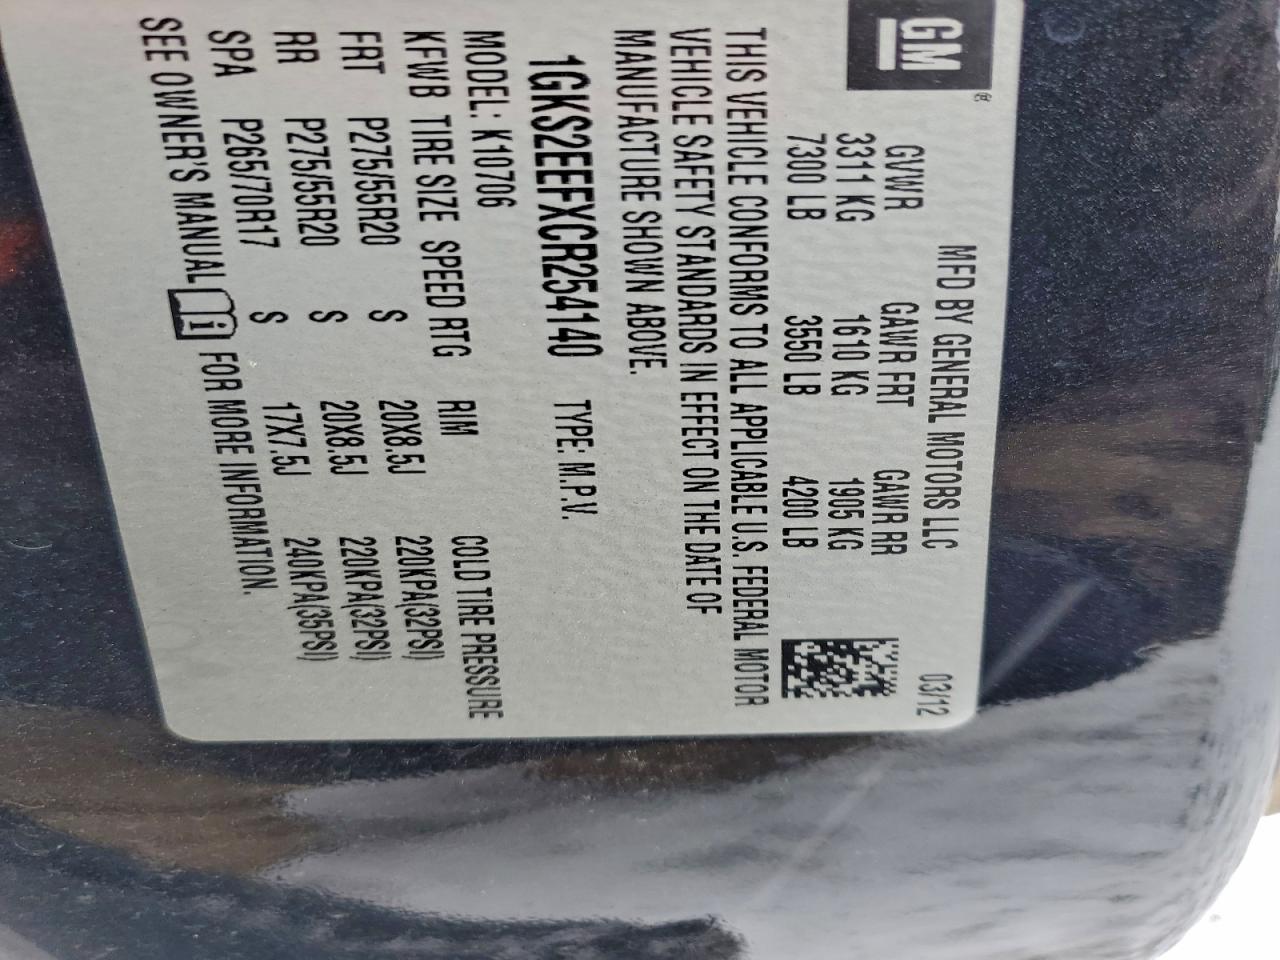 GM®
MFD BY GENERAL MOTORS LLC 03/12
GVWR GAWR FRT GAWR RR
3311 KG 1610 KG 1905 KG
7300 LB 3550 LB 4200 LB
THIS VEHICLE CONFORMS TO ALL APPLICABLE U.S. FEDERAL MOTOR
VEHICLE SAFETY STANDARDS IN EFFECT ON THE DATE OF
MANUFACTURE SHOWN ABOVE.
1GKS2EEFXCR254140 TYPE: M.P.V.
MODEL: K10706
KFWB TIRE SIZE SPEED RTG RIM COLD TIRE PRESSURE
FRT P275/55R20 S 20X8.5J 220KPA(32PSI)
RR P275/55R20 S 20X8.5J 220KPA(32PSI)
SPA P265/70R17 S 17X7.5J 240KPA(35PSI)
SEE OWNER'S MANUAL i FOR MORE INFORMATION.